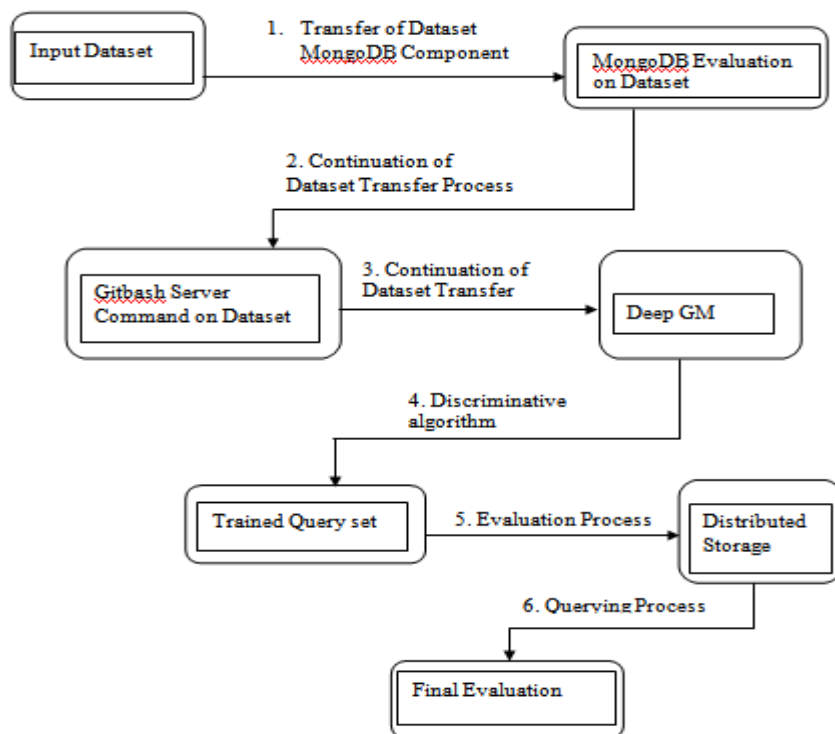 Input Dataset
1. Transfer of Dataset
MongoDB Component
MongoDB Evaluation
on Dataset
2. Continuation of
Dataset Transfer Process
Gitbash Server
Command on Dataset
3. Continuation of
Dataset Transfer
Deep GM
4. Discriminative
algorithm
Trained Query set
5. Evaluation Process
Distributed
Storage
6. Querying Process
Final Evaluation